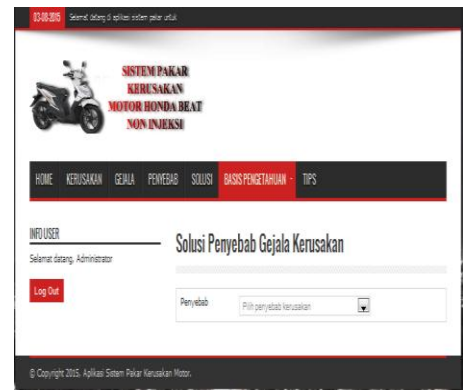 03-08-2015 Selamat datang di aplikasi sistem pakar untuk
SISTEM PAKAR
KERUSAKAN
MOTOR HONDA BEAT
NON INJEKSI
HOME KERUSAKAN GEJALA PENYEBAB SOLUSI BASIS PENGETAHUAN - TIPS
INFO USER
Selamat datang, Administrator
Log Out
Solusi Penyebab Gejala Kerusakan
Penyebab Pilih penyebab kerusakan
© Copyright 2015. Aplikasi Sistem Pakar Kerusakan Motor.